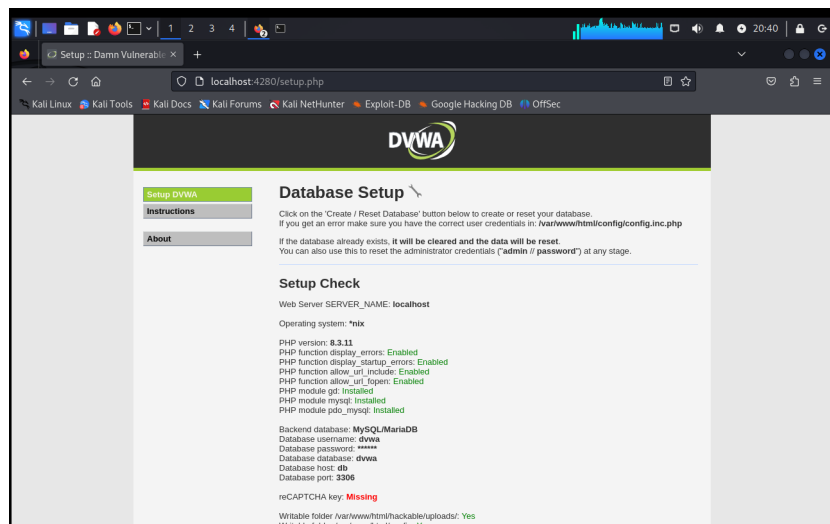 1 2 3 4 20:40
Setup :: Damn Vulnerable
localhost:4280/setup.php
Kali Linux Kali Tools Kali Docs Kali Forums Kali NetHunter Exploit-DB Google Hacking DB OffSec
DVWA
Setup DVWA
Instructions
About
Database Setup
Click on the 'Create / Reset Database' button below to create or reset your database.
If you get an error make sure you have the correct user credentials in: /var/www/html/config/config.inc.php
If the database already exists, it will be cleared and the data will be reset.
You can also use this to reset the administrator credentials ("admin // password") at any stage.
Setup Check
Web Server SERVER_NAME: localhost
Operating system: *nix
PHP version: 8.3.11
PHP function display_errors: Enabled
PHP function display_startup_errors: Enabled
PHP function allow_url_include: Enabled
PHP function allow_url_fopen: Enabled
PHP module gd: Installed
PHP module mysql: Installed
PHP module pdo_mysql: Installed
Backend database: MySQL/MariaDB
Database username: dvwa
Database password: ******
Database database: dvwa
Database host: db
Database port: 3306
reCAPTCHA key: Missing
Writable folder /var/www/html/hackable/uploads/: Yes